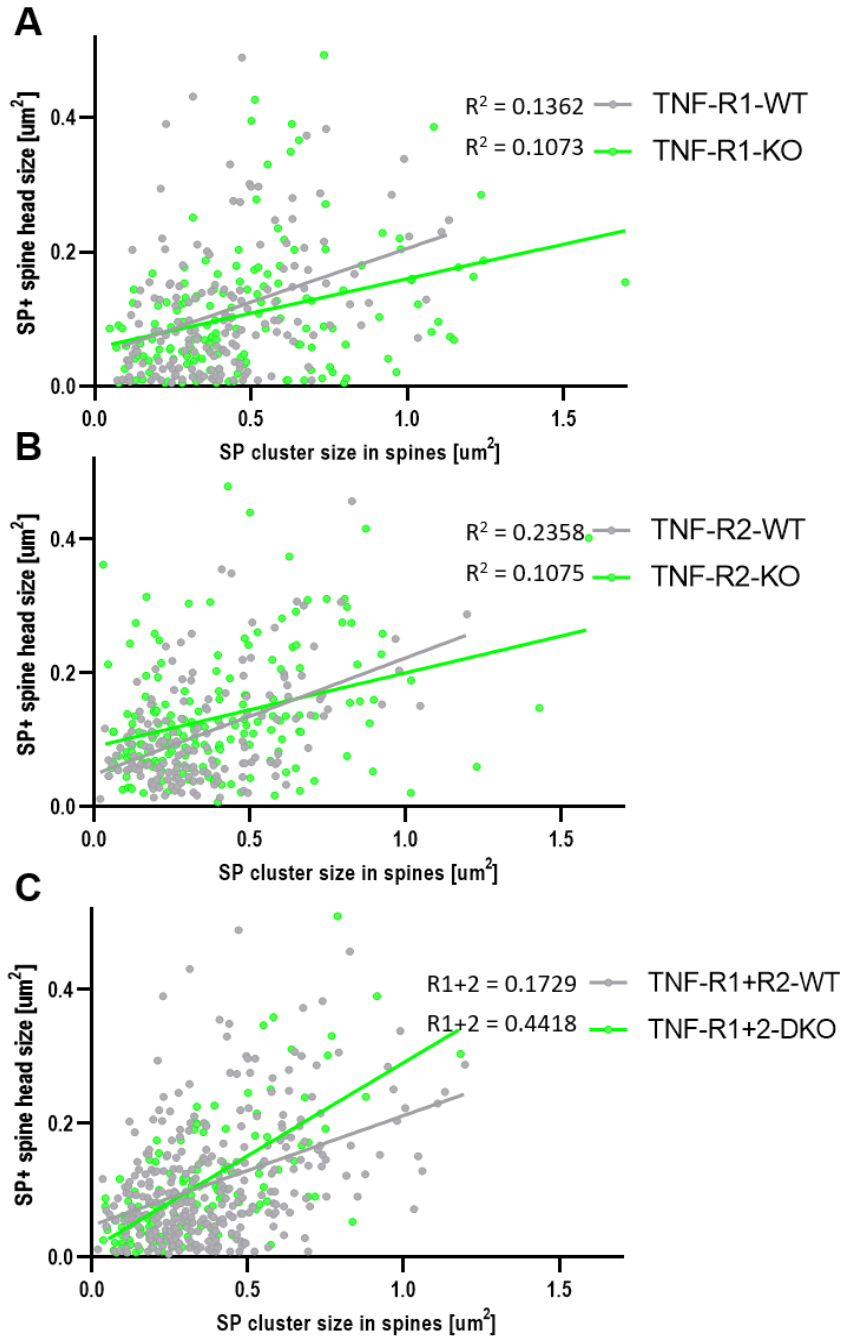 A
SP+ spine head size [um²]
0.4
0.2
0.0
R² = 0.1362 TNF-R1-WT
R² = 0.1073 TNF-R1-KO
0.0 0.5 1.0 1.5
SP cluster size in spines [um²]
B
SP+ spine head size [um²]
0.4
0.2
0.0
R² = 0.2358 TNF-R2-WT
R² = 0.1075 TNF-R2-KO
0.0 0.5 1.0 1.5
SP cluster size in spines [um²]
C
SP+ spine head size [um²]
0.4
0.2
0.0
R1+2 = 0.1729 TNF-R1+R2-WT
R1+2 = 0.4418 TNF-R1+2-DKO
0.0 0.5 1.0 1.5
SP cluster size in spines [um²]